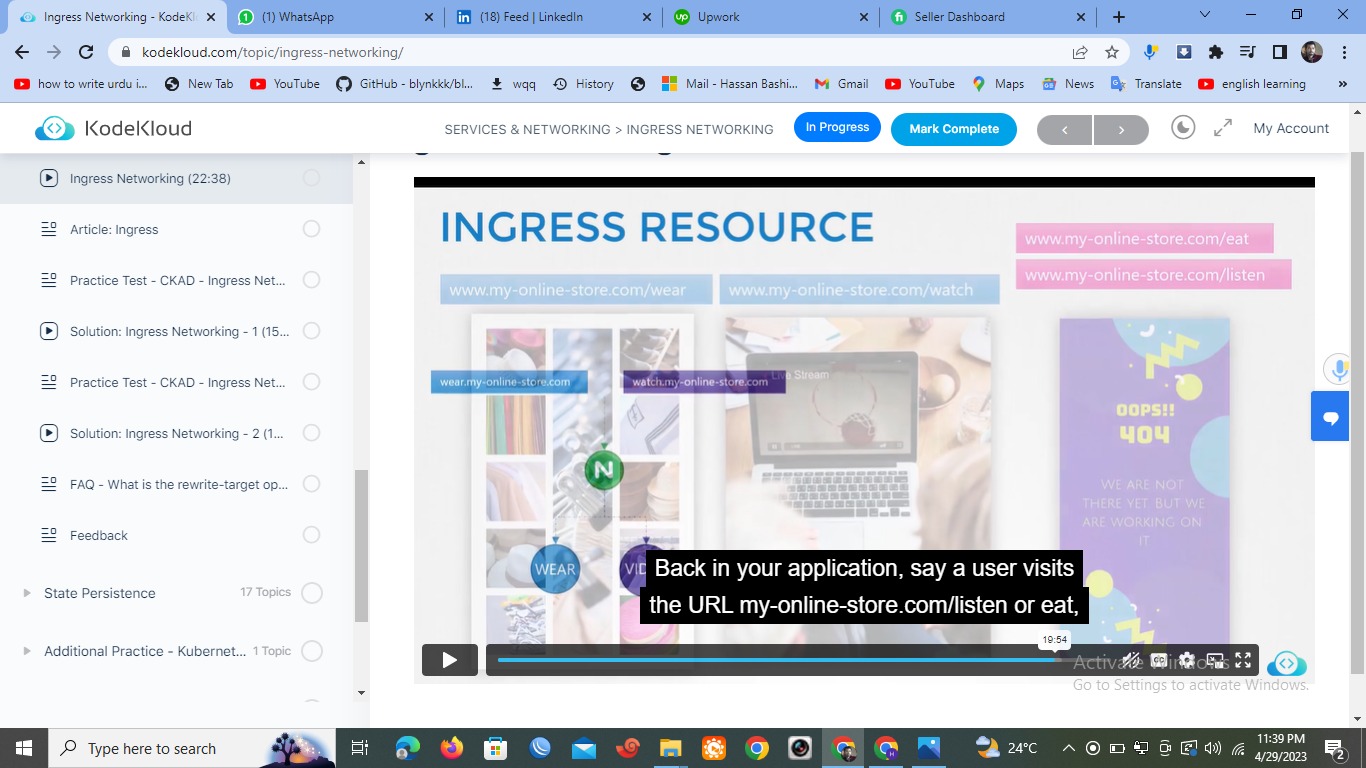 Ingress Networking - KodeKl
(1) WhatsApp
(18) Feed | LinkedIn
Upwork
Seller Dashboard
kodekloud.com/topic/ingress-networking/
how to write urdu i...
New Tab
YouTube
GitHub - blynkkk/bl...
wqq
History
Mail - Hassan Bashi...
Gmail
YouTube
Maps
News
Translate
english learning
»
KodeKloud
SERVICES & NETWORKING > INGRESS NETWORKING
In Progress
Mark Complete
<
>
My Account
Ingress Networking (22:38)
Article: Ingress
Practice Test - CKAD - Ingress Net...
Solution: Ingress Networking - 1 (15...
Practice Test - CKAD - Ingress Net...
Solution: Ingress Networking - 2 (1...
FAQ - What is the rewrite-target op...
Feedback
State Persistence
17 Topics
Additional Practice - Kubernet...
1 Topic
INGRESS RESOURCE
www.my-online-store.com/eat
www.my-online-store.com/listen
www.my-online-store.com/wear
www.my-online-store.com/watch
wear.my-online-store.com
watch.my-online-store.com
Live Stream
OOPS!!
404
N
WE ARE NOT
THERE YET BUT WE
ARE WORKING ON
IT
WEAR
VID
Back in your application, say a user visits
the URL my-online-store.com/listen or eat,
19:54
CC
Activate Windows
Go to Settings to activate Windows.
Type here to search
24°C
11:39 PM
4/29/2023
2